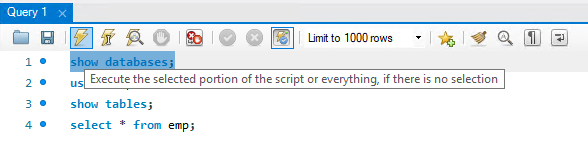 Query 1
Limit to 1000 rows
1 show databases;
Execute the selected portion of the script or everything, if there is no selection
2 us
3 show tables;
4 select * from emp;